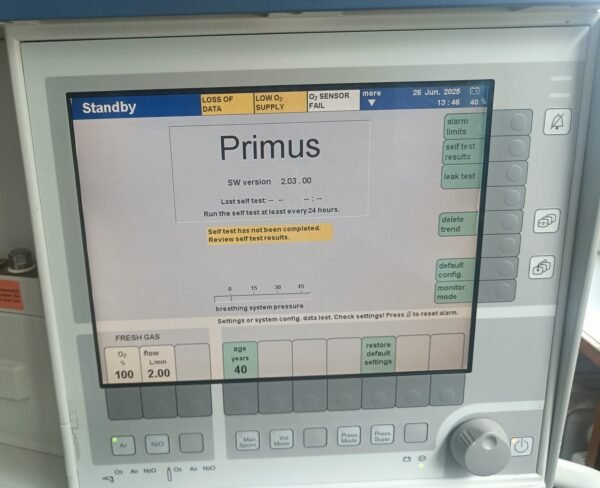 Standby
LOSS OF
DATA
LOW O₂
SUPPLY
O₂ SENSOR
FAIL
more
26 Jun. 2025
13 : 46
40 %
Primus
SW version 2.03.00
Last self test: -- -- -- : --
Run the self test at least every 24 hours.
Self test has not been completed.
Review self test results.
alarm
limits
self test
results
leak test
delete
trend
default
config.
monitor.
mode
0 15 30 45
breathing system pressure
Settings or system config. data lost. Check settings! Press to reset alarm.
FRESH GAS
O₂
%
100
flow
L/min
2.00
age
years
40
restore
default
settings
Air
N₂O
Man.
Spont.
Vol.
Mode
Press.
Mode
Press.
Supp.
O₂ Air N₂O
O₂ Air N₂O